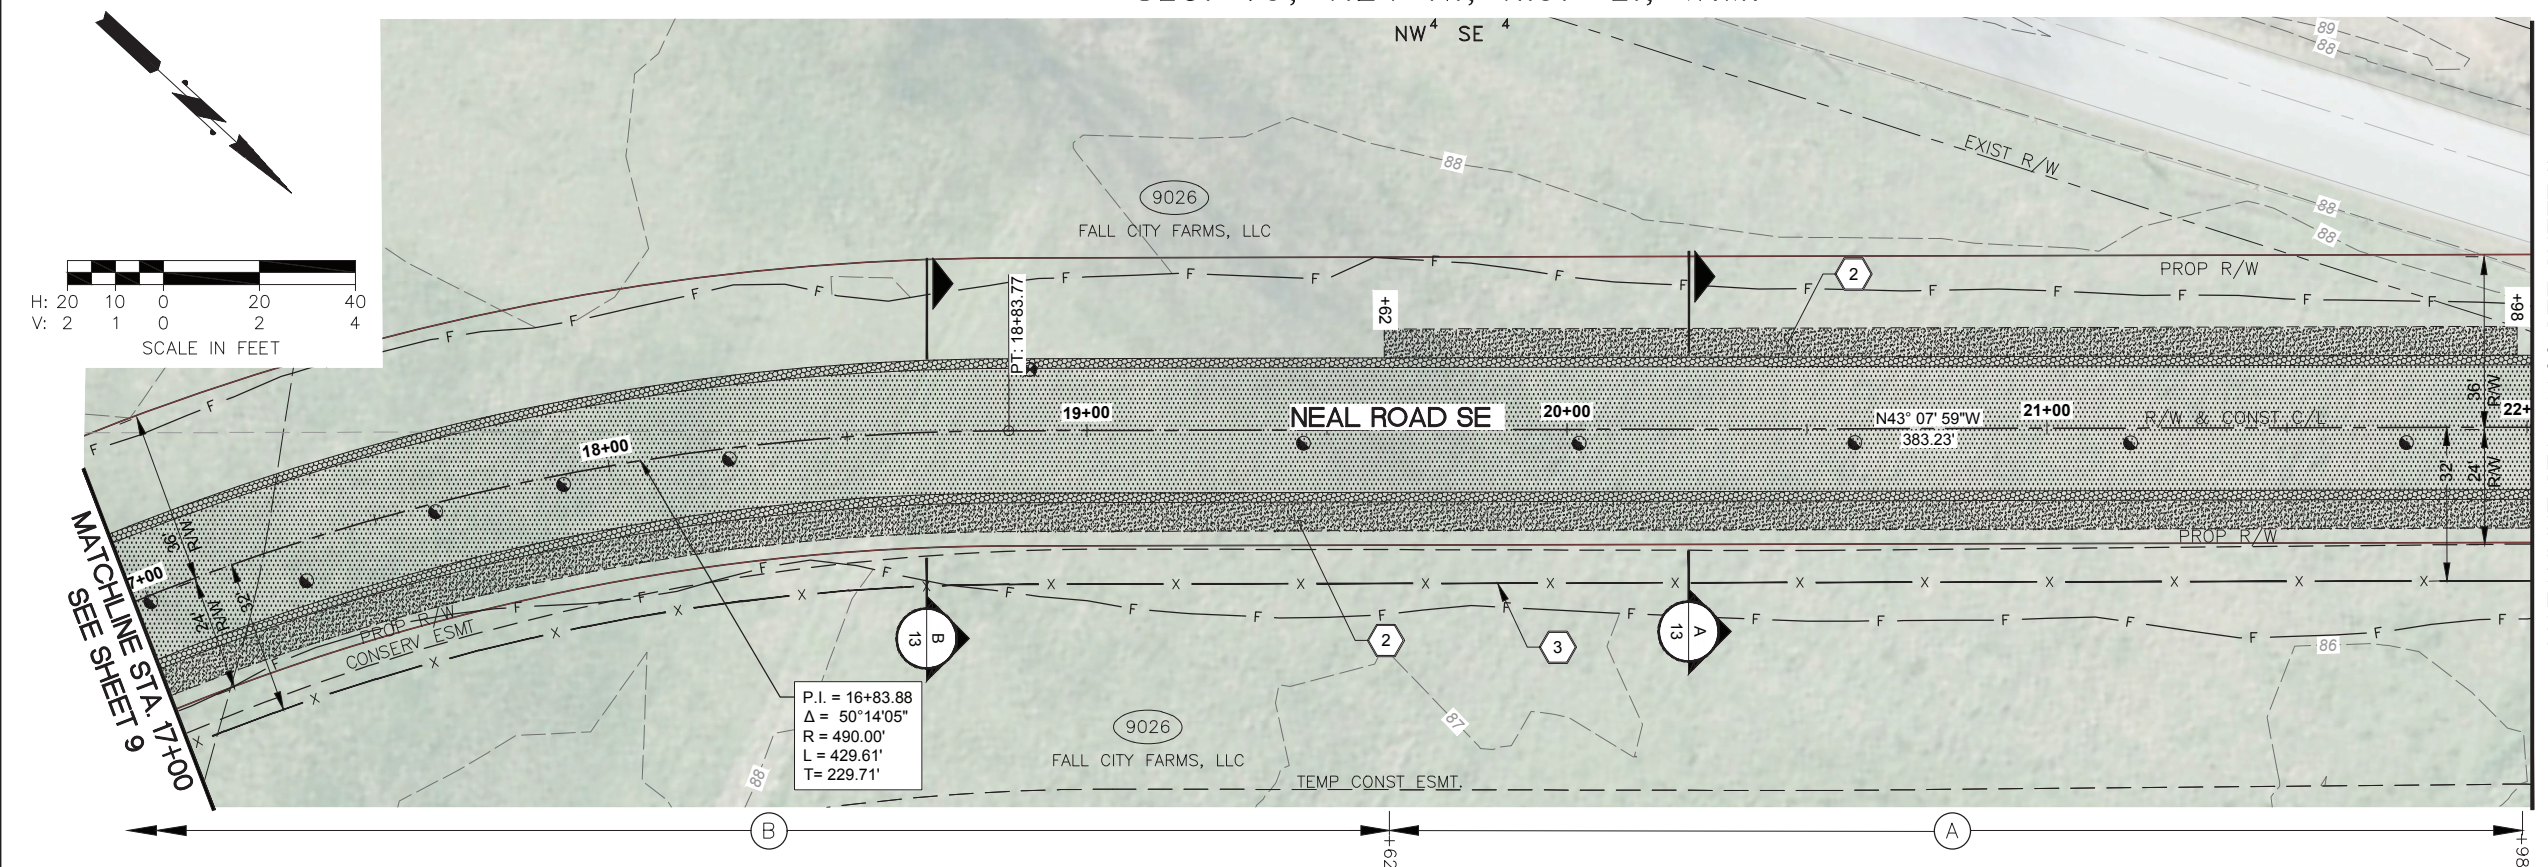 NW 4 SE 4
89
88
EXIST R/W
88
9026
FALL CITY FARMS, LLC
88
88
PROP R/W
2
H: 20 10 0 20 40
V: 2 1 0 2 4
SCALE IN FEET
F F F F F F F F F F F F F F F F F F F F
PT: 18+83.77
+62
+98
36'
R/W
NEAL ROAD SE
19+00
20+00
21+00
22+
N43° 07' 59"W
383.23'
R/W & CONST C/L
18+00
32'
24'
R/W
36'
R/W
7+00
24'
R/W
32'
PROP R/W
PROP R/W
CONSERV ESMT
X X X X X X X X X X X X X X X X X X
F F F F F F F F F F F F F F F F
MATCHLINE STA. 17+00
SEE SHEET 9
B
13
A
13
2
3
86
87
88
P.I. = 16+83.88
Δ = 50°14'05"
R = 490.00'
L = 429.61'
T= 229.71'
9026
FALL CITY FARMS, LLC
TEMP CONST ESMT.
B
A
+62
+98